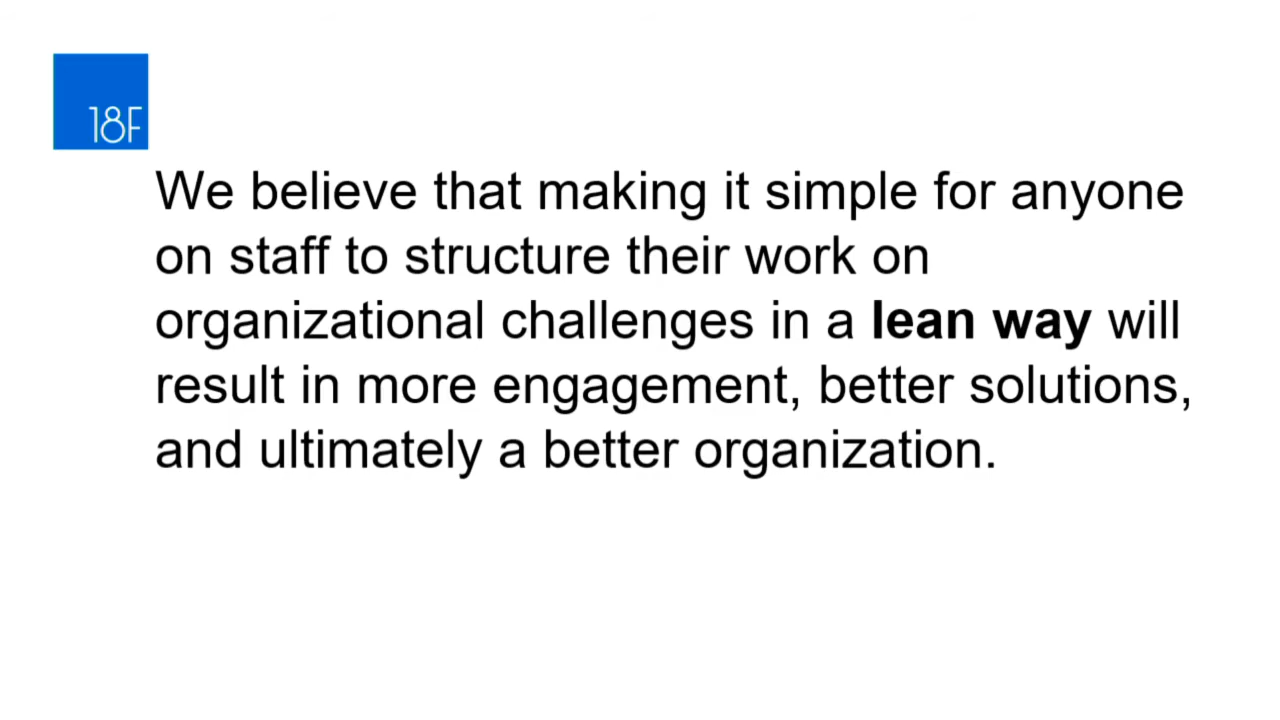 18F
We believe that making it simple for anyone
on staff to structure their work on
organizational challenges in a lean way will
result in more engagement, better solutions,
and ultimately a better organization.